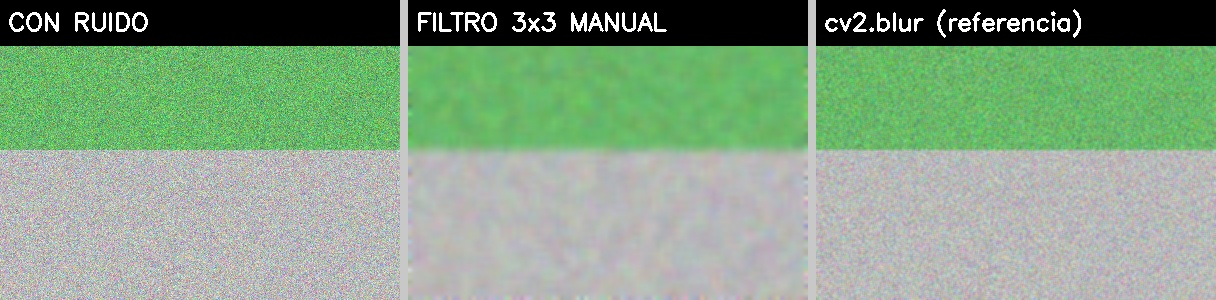 CON RUIDO
FILTRO 3x3 MANUAL
cv2.blur (referencia)